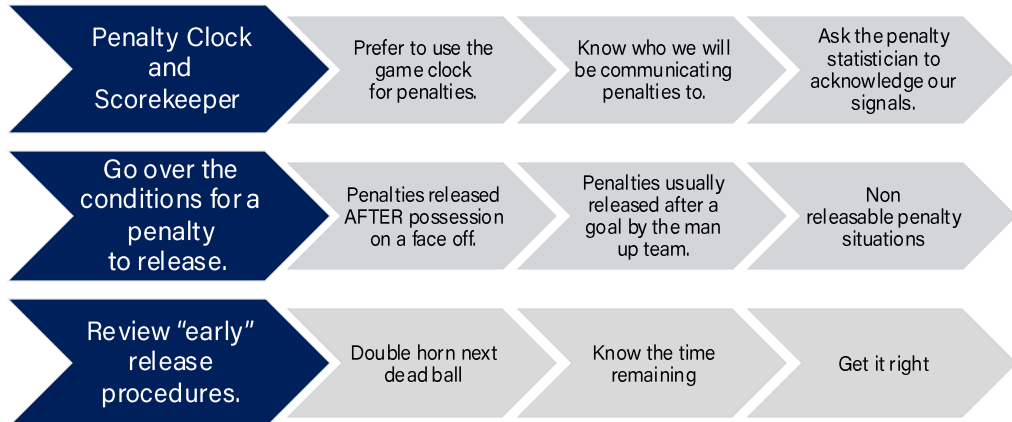 Penalty Clock
and
Scorekeeper
Prefer to use the
game clock
for penalties.
Know who we will
be communicating
penalties to.
Ask the penalty
statistician to
acknowledge our
signals.
Go over the
conditions for a
penalty
to release.
Penalties released
AFTER possession
on a face off.
Penalties usually
released after a
goal by the man
up team.
Non
releasable penalty
situations
Review “early”
release
procedures.
Double horn next
dead ball
Know the time
remaining
Get it right